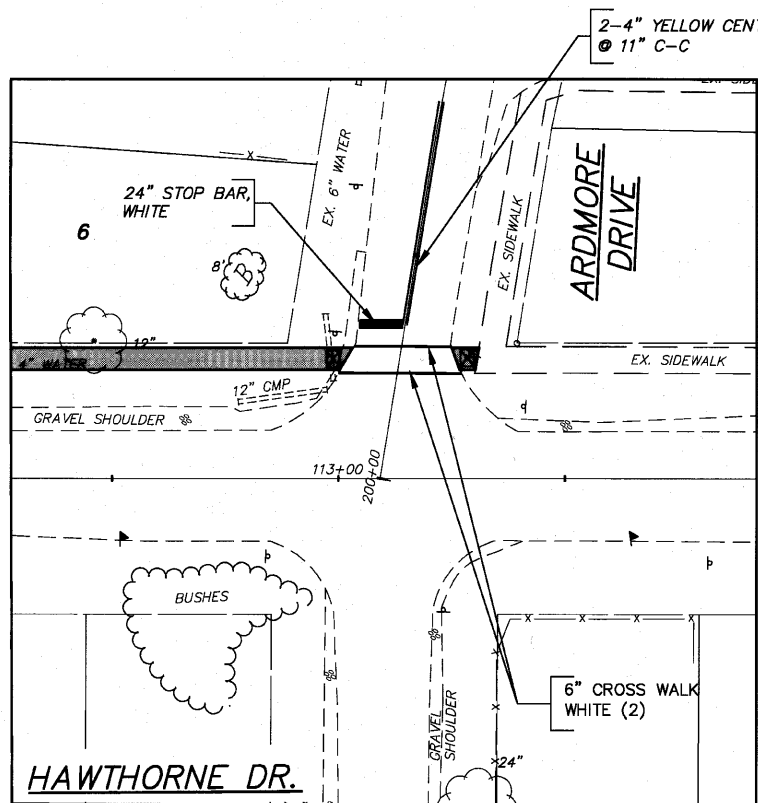 2-4" YELLOW CENT
@ 11" C-C
EX. 6" WATER
24" STOP BAR,
WHITE
6
8'
B
ARDMORE
DRIVE
EX. SIDEWALK
12"
4" WATER
EX. SIDEWALK
12" CMP
GRAVEL SHOULDER
113+00
200+00
BUSHES
6" CROSS WALK
WHITE (2)
GRAVEL
SHOULDER
24"
HAWTHORNE DR.